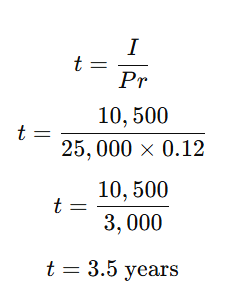 t = I / Pr
t = 10, 500 / 25, 000 × 0.12
t = 10, 500 / 3, 000
t = 3.5 years